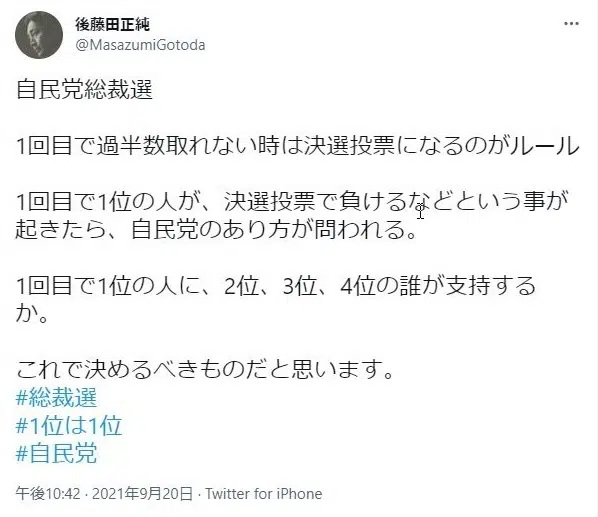 後藤田正純
@MasazumiGotoda
自民党総裁選
1回目で過半数取れない時は決選投票になるのがルール
1回目で1位の人が、決選投票で負けるなどという事が
起きたら、自民党のあり方が問われる。
1回目で1位の人に、2位、3位、4位の誰が支持する
か。
これで決めるべきものだと思います。
#総裁選
#1位は1位
#自民党
午後10:42 · 2021年9月20日 · Twitter for iPhone